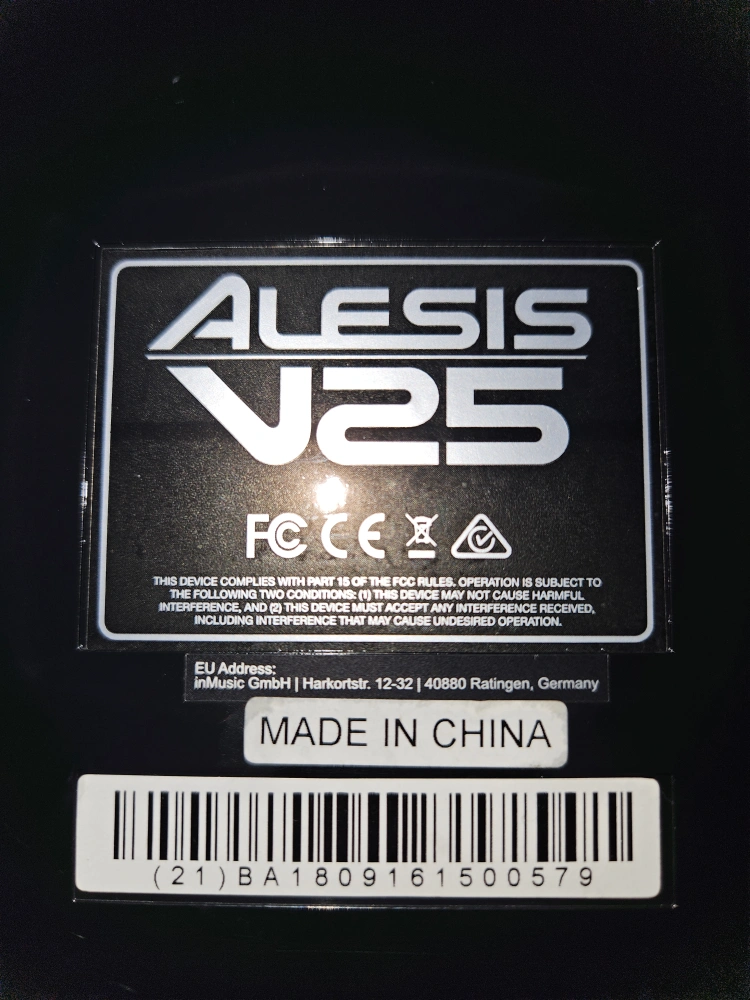 ALESIS
V25
FC CE
THIS DEVICE COMPLIES WITH PART 15 OF THE FCC RULES. OPERATION IS SUBJECT TO
THE FOLLOWING TWO CONDITIONS: (1) THIS DEVICE MAY NOT CAUSE HARMFUL
INTERFERENCE, AND (2) THIS DEVICE MUST ACCEPT ANY INTERFERENCE RECEIVED,
INCLUDING INTERFERENCE THAT MAY CAUSE UNDESIRED OPERATION.
EU Address:
inMusic GmbH | Harkortstr. 12-32 | 40880 Ratingen, Germany
MADE IN CHINA
(21)BA1809161500579